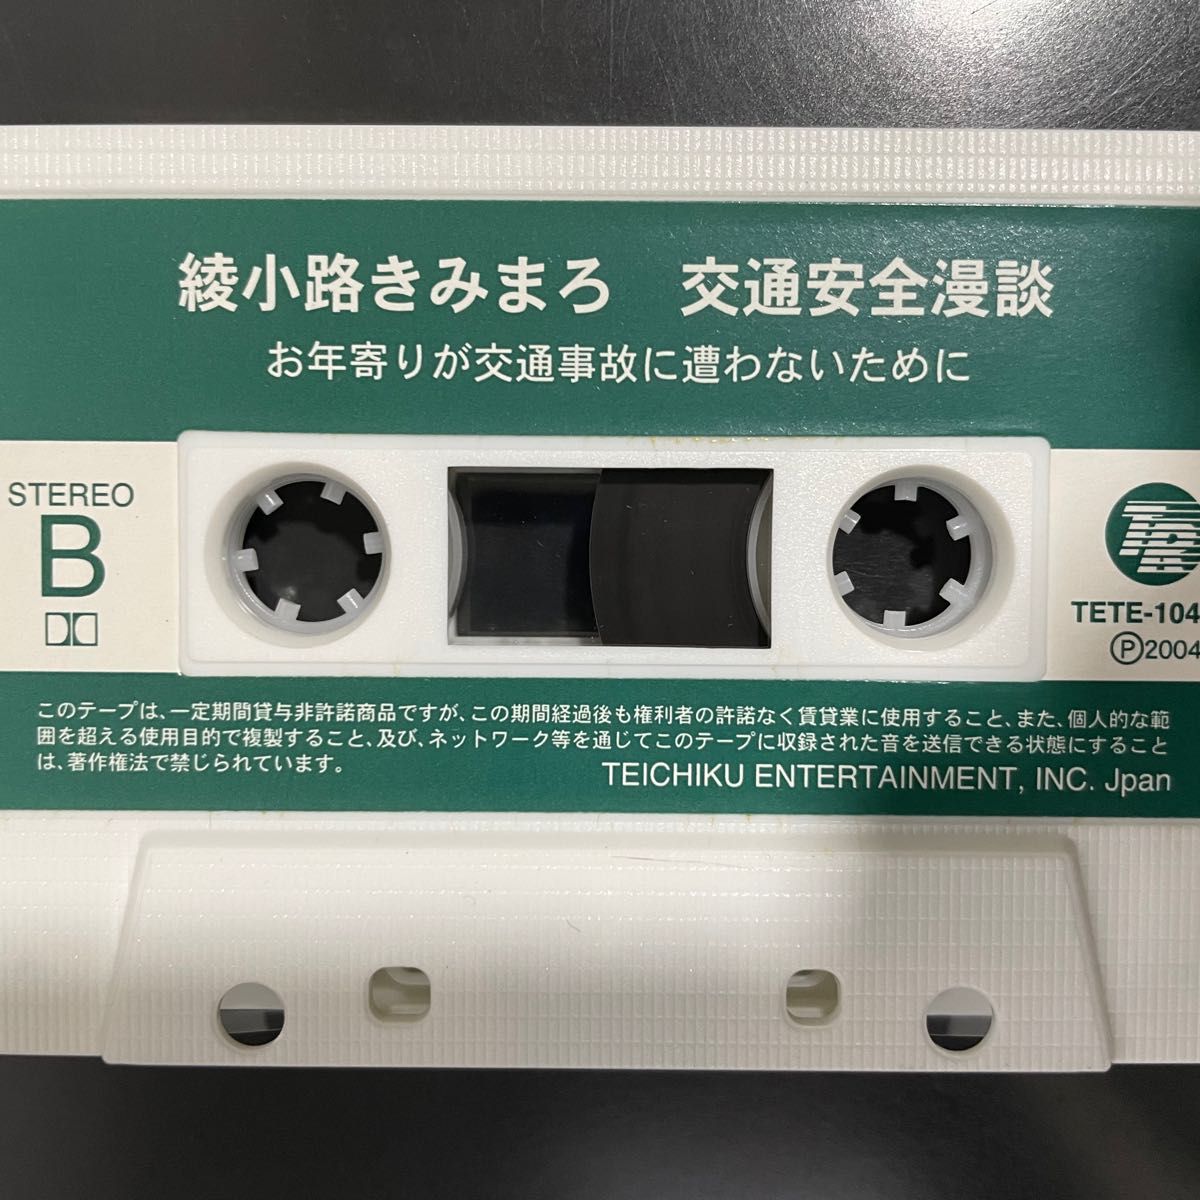 綾小路きみまろ　交通安全漫談
お年寄りが交通事故に遭わないために
STEREO
B
TETE-104
Ⓟ2004
このテープは、一定期間貸与非許諾商品ですが、この期間経過後も権利者の許諾なく賃貸業に使用すること、また、個人的な範
囲を超える使用目的で複製すること、及び、ネットワーク等を通じてこのテープに収録された音を送信できる状態にすること
は、著作権法で禁じられています。
TEICHIKU ENTERTAINMENT, INC. Jpan